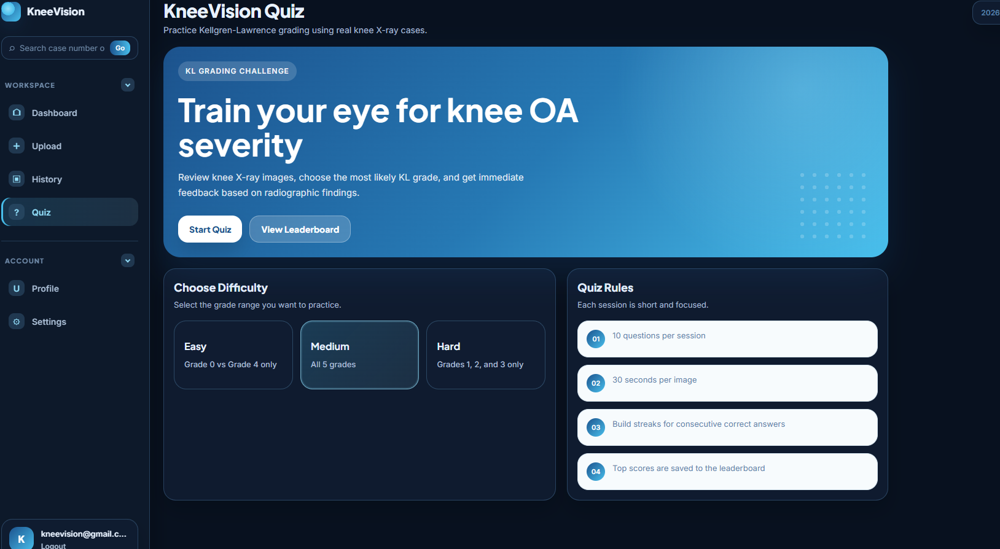 KneeVision
Search case number o
Go
WORKSPACE
Dashboard
Upload
History
Quiz
ACCOUNT
Profile
Settings
K
kneevision@gmail.c...
Logout
KneeVision Quiz
Practice Kellgren-Lawrence grading using real knee X-ray cases.
2026
KL GRADING CHALLENGE
Train your eye for knee OA
severity
Review knee X-ray images, choose the most likely KL grade, and get immediate
feedback based on radiographic findings.
Start Quiz
View Leaderboard
Choose Difficulty
Select the grade range you want to practice.
Easy
Grade 0 vs Grade 4 only
Medium
All 5 grades
Hard
Grades 1, 2, and 3 only
Quiz Rules
Each session is short and focused.
01 10 questions per session
02 30 seconds per image
03 Build streaks for consecutive correct answers
04 Top scores are saved to the leaderboard